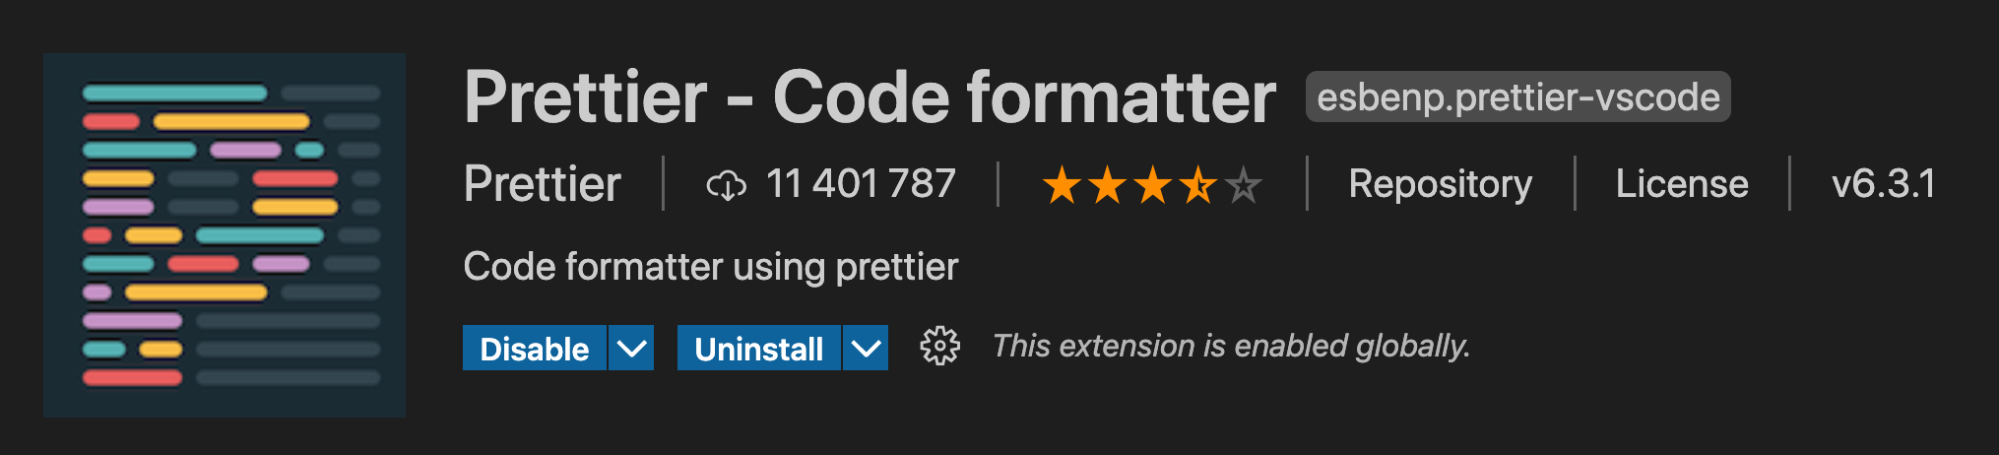 Prettier - Code formatter esbenp.prettier-vscode
Prettier 11 401 787 Repository License v6.3.1
Code formatter using prettier
Disable Uninstall This extension is enabled globally.